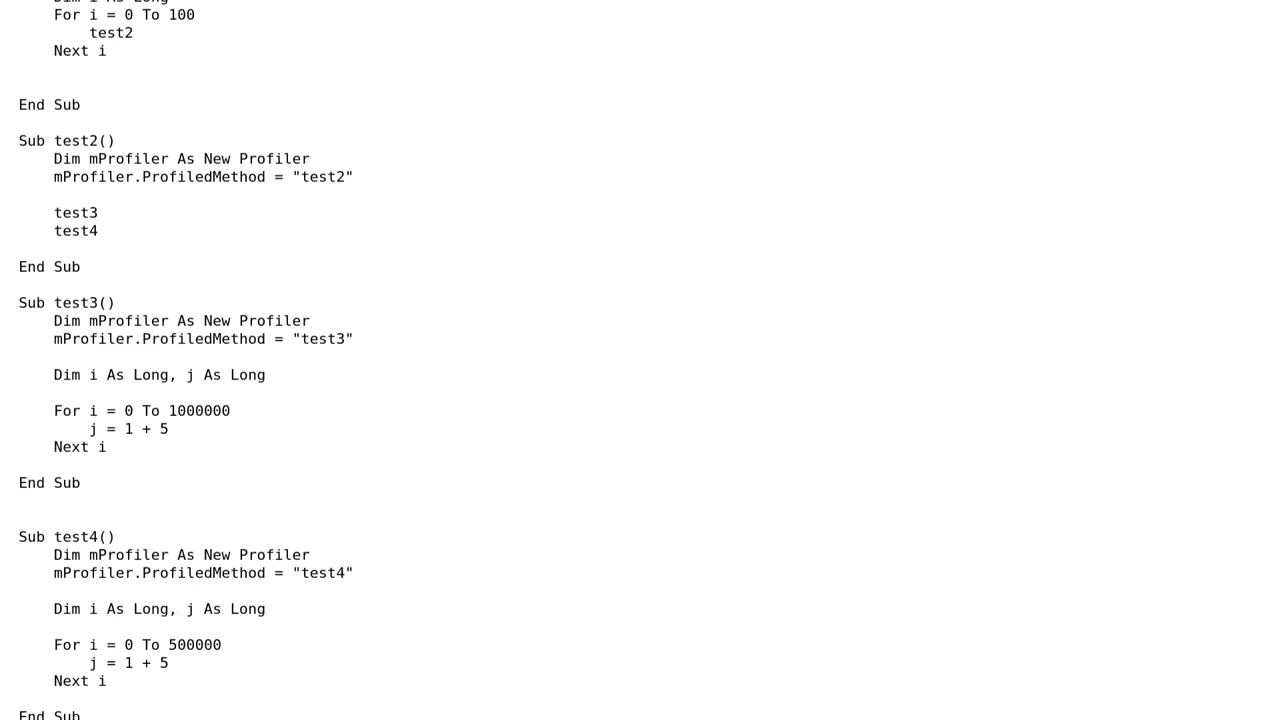 Dim i As Long
For i = 0 To 100
test2
Next i
End Sub
Sub test2()
Dim mProfiler As New Profiler
mProfiler.ProfiledMethod = "test2"
test3
test4
End Sub
Sub test3()
Dim mProfiler As New Profiler
mProfiler.ProfiledMethod = "test3"
Dim i As Long, j As Long
For i = 0 To 1000000
j = 1 + 5
Next i
End Sub
Sub test4()
Dim mProfiler As New Profiler
mProfiler.ProfiledMethod = "test4"
Dim i As Long, j As Long
For i = 0 To 500000
j = 1 + 5
Next i
End Sub